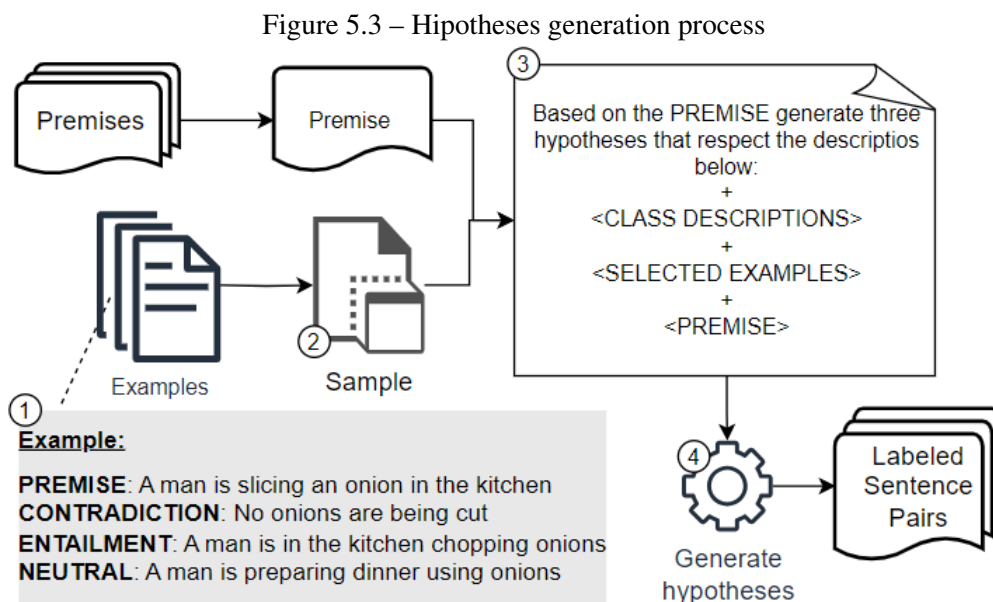 Figure 5.3 – Hipotheses generation process
Premises
Premise
3
Based on the PREMISE generate three
hypotheses that respect the descriptios
below:
+
<CLASS DESCRIPTIONS>
+
<SELECTED EXAMPLES>
+
<PREMISE>
Examples
2
Sample
1
Example:
PREMISE: A man is slicing an onion in the kitchen
CONTRADICTION: No onions are being cut
ENTAILMENT: A man is in the kitchen chopping onions
NEUTRAL: A man is preparing dinner using onions
4
Generate
hypotheses
Labeled
Sentence
Pairs